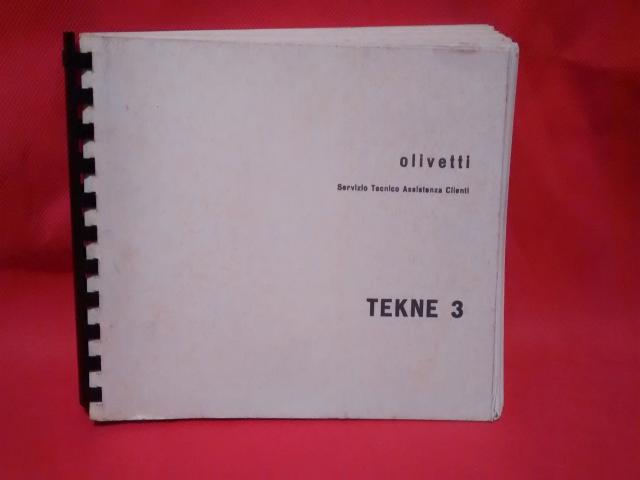 olivetti
Servizio Tecnico Assistenza Clienti
TEKNE 3